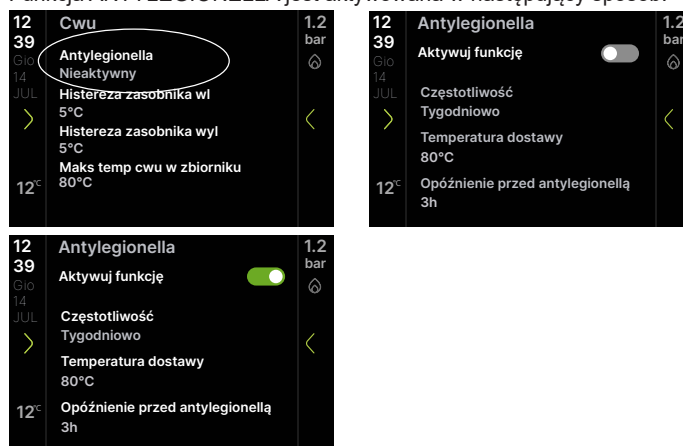 Funkcja ANTYLEGIONELLA jest aktywowana w następujący sposób:
12
39
Gio
14
JUL
12°C
Cwu
Antylegionella
Nieaktywny
Histereza zasobnika wl
5°C
Histereza zasobnika wyl
5°C
Maks temp cwu w zbiorniku
80°C
1.2
bar
12
39
Gio
14
JUL
12°C
Antylegionella
Aktywuj funkcję
Częstotliwość
Tygodniowo
Temperatura dostawy
80°C
Opóźnienie przed antylegionellą
3h
1.2
bar
12
39
Gio
14
JUL
12°C
Antylegionella
Aktywuj funkcję
Częstotliwość
Tygodniowo
Temperatura dostawy
80°C
Opóźnienie przed antylegionellą
3h
1.2
bar